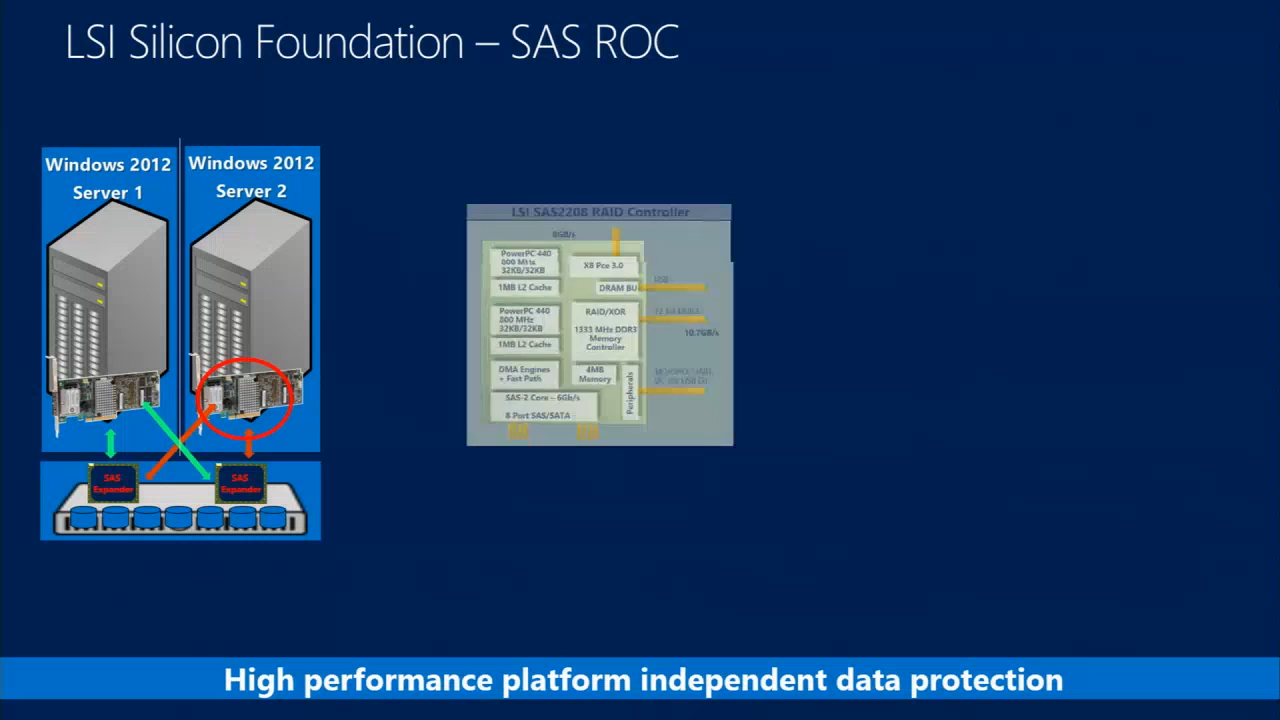 LSI Silicon Foundation – SAS ROC
Windows 2012
Server 1
Windows 2012
Server 2
SAS
Expander
SAS
Expander
LSI SAS2208 RAID Controller
8GB/s
PowerPC 440
800 MHz
32KB/32KB
1MB L2 Cache
PowerPC 440
800 MHz
32KB/32KB
1MB L2 Cache
DMA Engines
+ Fast Path
SAS-2 Core – 6Gb/s
8 Port SAS/SATA
X8 Pce 3.0
DRAM BU
RAID/XOR
1333 MHz DDR3
Memory
Controller
4MB
Memory
Peripherals
USB
10.7GB/s
High performance platform independent data protection